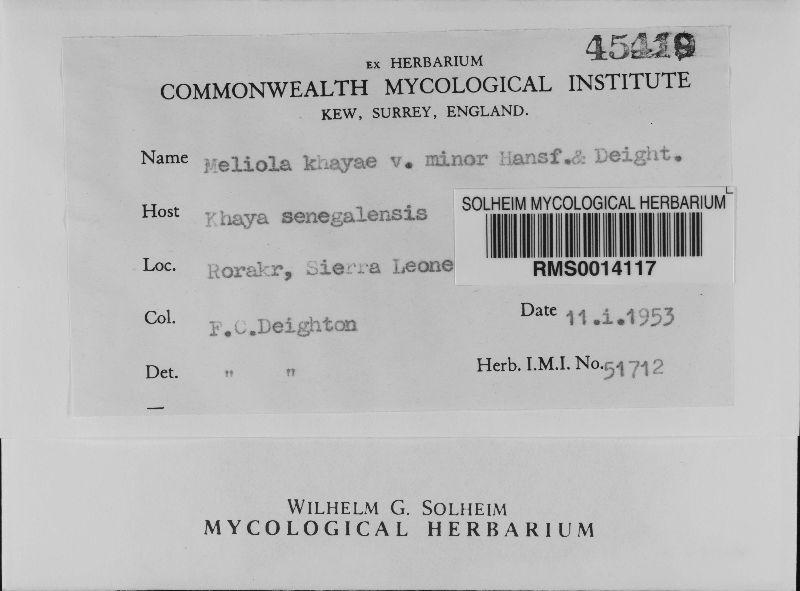 45419
EX HERBARIUM
COMMONWEALTH MYCOLOGICAL INSTITUTE
KEW, SURREY, ENGLAND.
Name Meliola khayae v. minor Hansf.& Deight.
Host Khaya senegalensis
SOLHEIM MYCOLOGICAL HERBARIUM
RMS0014117
Loc. Rorakr, Sierra Leone
Col. F.C.Deighton
Date 11.i.1953
Det. " "
Herb. I.M.I. No. 51712
WILHELM G. SOLHEIM
MYCOLOGICAL HERBARIUM